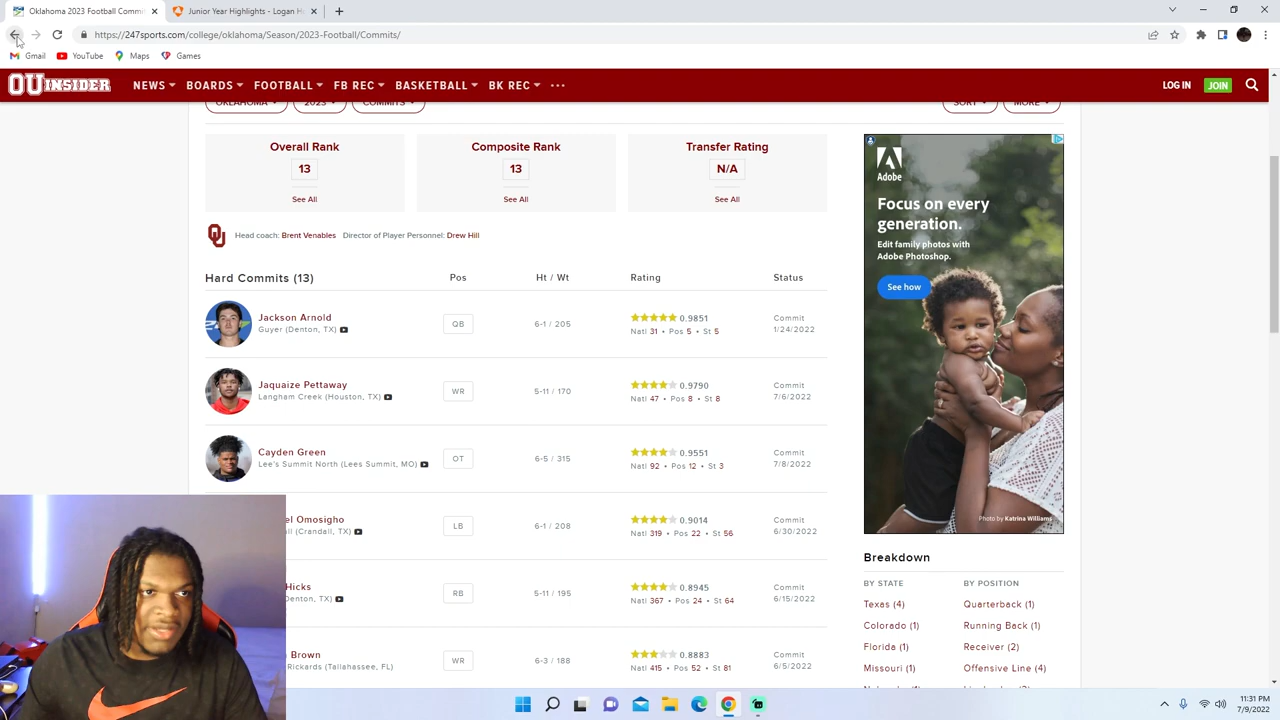 Oklahoma 2023 Football Commit
Junior Year Highlights - Logan H
https://247sports.com/college/oklahoma/Season/2023-Football/Commits/
Gmail YouTube Maps Games
OU INSIDER NEWS BOARDS FOOTBALL FB REC BASKETBALL BK REC ••• LOG IN JOIN
OKLAHOMA 2023 COMMITS SORT MORE
Overall Rank Composite Rank Transfer Rating
13 13 N/A
See All See All See All
OU Head coach: Brent Venables Director of Player Personnel: Drew Hill
Hard Commits (13) Pos Ht / Wt Rating Status
Jackson Arnold
Guyer (Denton, TX)
QB
6-1 / 205
0.9851
Natl 31 • Pos 5 • St 5
Commit
1/24/2022
Jaquaize Pettaway
Langham Creek (Houston, TX)
WR
5-11 / 170
0.9790
Natl 47 • Pos 8 • St 8
Commit
7/6/2022
Cayden Green
Lee's Summit North (Lees Summit, MO)
OT
6-5 / 315
0.9551
Natl 92 • Pos 12 • St 3
Commit
7/8/2022
Omosigho
(Crandall, TX)
LB
6-1 / 208
0.9014
Natl 319 • Pos 22 • St 56
Commit
6/30/2022
Hicks
Denton, TX)
RB
5-11 / 195
0.8945
Natl 367 • Pos 24 • St 64
Commit
6/15/2022
Brown
Rickards (Tallahassee, FL)
WR
6-3 / 188
0.8883
Natl 415 • Pos 52 • St 81
Commit
6/5/2022
Adobe
Focus on every
generation.
Edit family photos with
Adobe Photoshop.
See how
Photo by Katrina Williams
Breakdown
BY STATE BY POSITION
Texas (4) Quarterback (1)
Colorado (1) Running Back (1)
Florida (1) Receiver (2)
Missouri (1) Offensive Line (4)
11:31 PM
7/9/2022